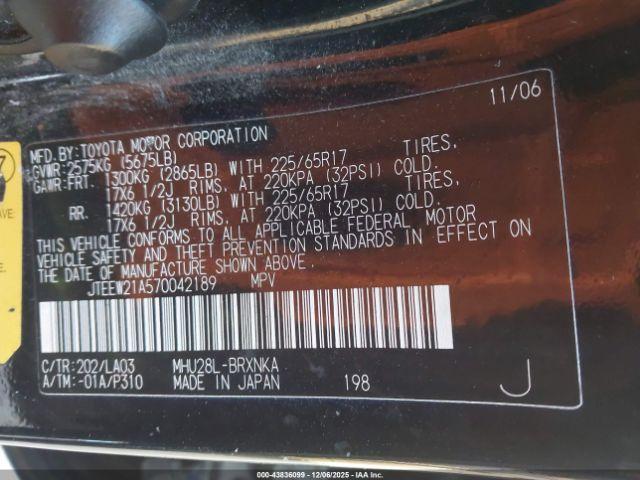 11/06
MFD.BY:TOYOTA MOTOR CORPORATION
GVWR:2575KG (5675LB)
GAWR:FRT. 1300KG (2865LB) WITH 225/65R17 TIRES,
17X6 1/2J RIMS, AT 220KPA (32PSI) COLD.
RR. 1420KG (3130LB) WITH 225/65R17 TIRES,
17X6 1/2J RIMS, AT 220KPA (32PSI) COLD.
THIS VEHICLE CONFORMS TO ALL APPLICABLE FEDERAL MOTOR
VEHICLE SAFETY AND THEFT PREVENTION STANDARDS IN EFFECT ON
THE DATE OF MANUFACTURE SHOWN ABOVE.
JTEEW21A570042189 MPV
C/TR:202/LA03 MHU28L-BRXNKA
A/TM:-01A/P310 MADE IN JAPAN 198 J
7
AVE:
000-43836099 - 12/06/2025 - IAA Inc.